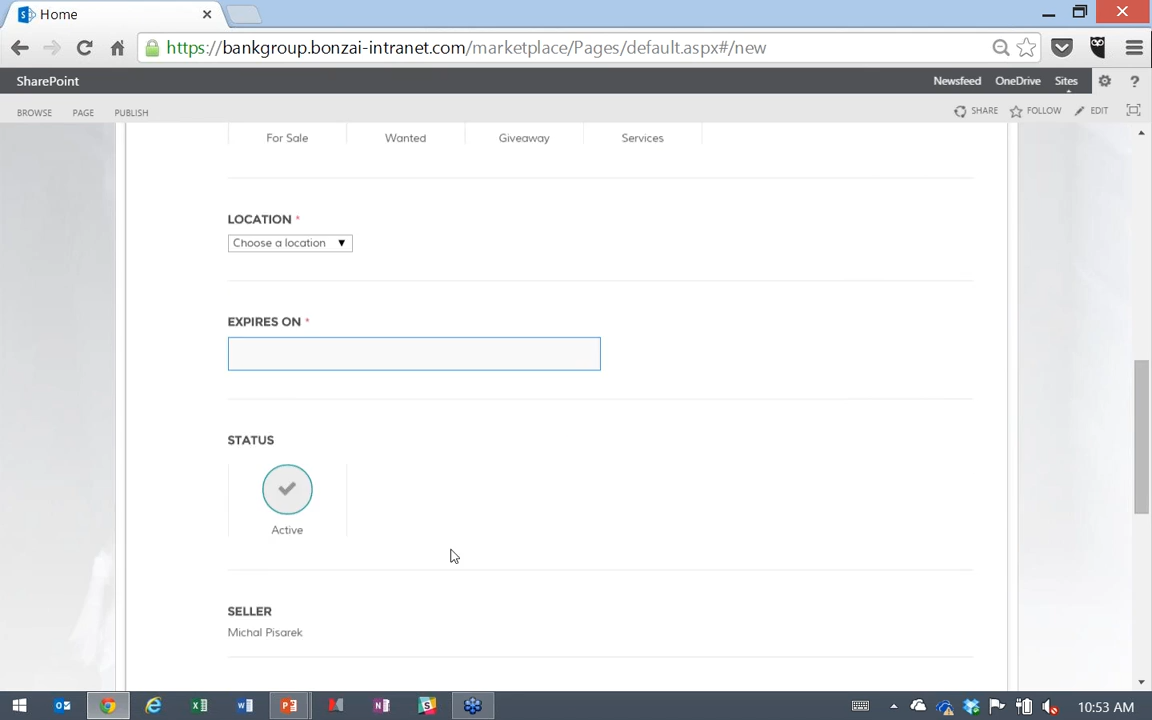 Home
https://bankgroup.bonzai-intranet.com/marketplace/Pages/default.aspx#/new
SharePoint
Newsfeed OneDrive Sites ?
BROWSE PAGE PUBLISH SHARE FOLLOW EDIT
For Sale Wanted Giveaway Services
LOCATION *
Choose a location
EXPIRES ON *
STATUS
Active
SELLER
Michal Pisarek
10:53 AM